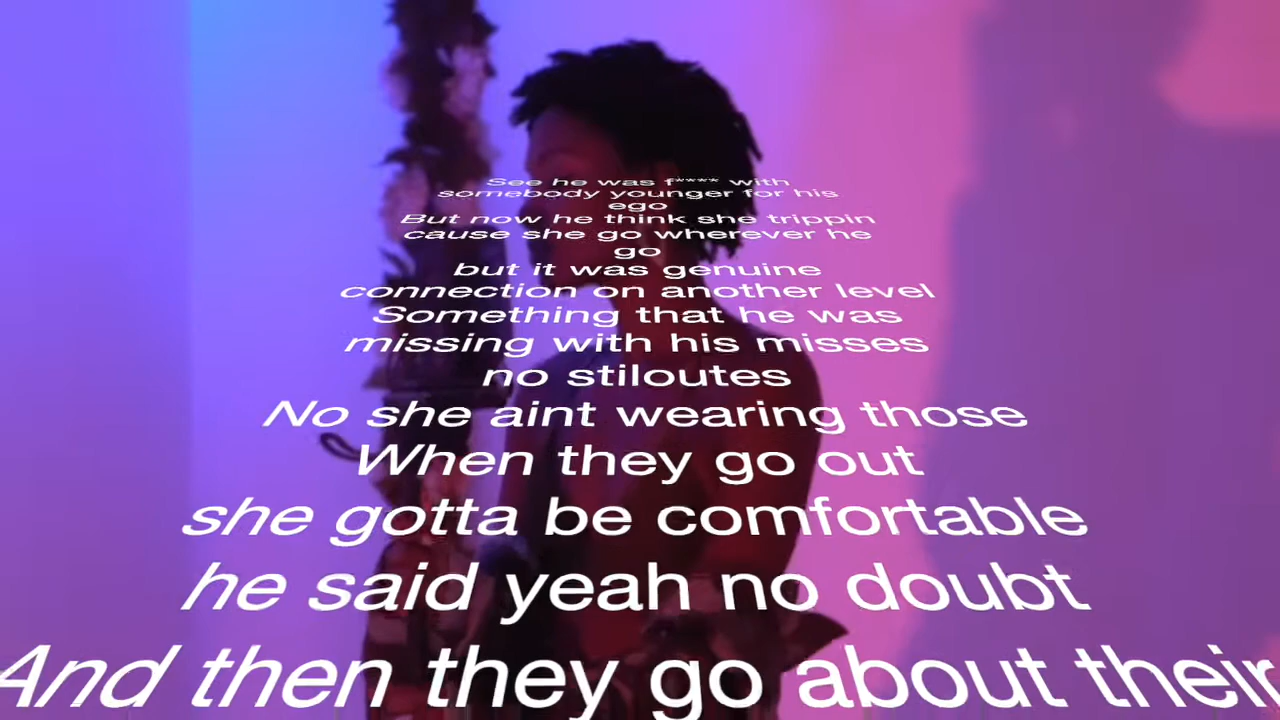 See he was f**** with
somebody younger for his
ego
But now he think she trippin
cause she go wherever he
go
but it was genuine
connection on another level
Something that he was
missing with his misses
no stiloutes
No she aint wearing those
When they go out
she gotta be comfortable
he said yeah no doubt
And then they go about their